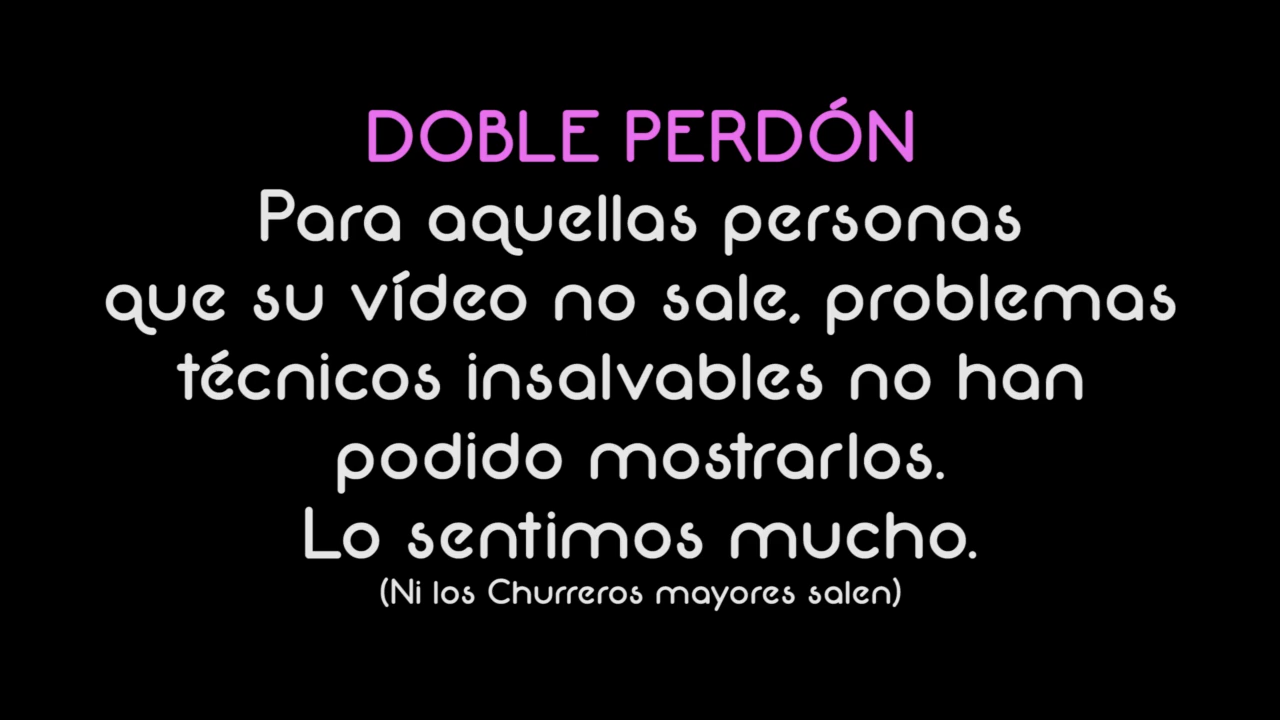 DOBLE PERDÓN
Para aquellas personas
que su vídeo no sale, problemas
técnicos insalvables no han
podido mostrarlos.
Lo sentimos mucho.
(Ni los Churreros mayores salen)